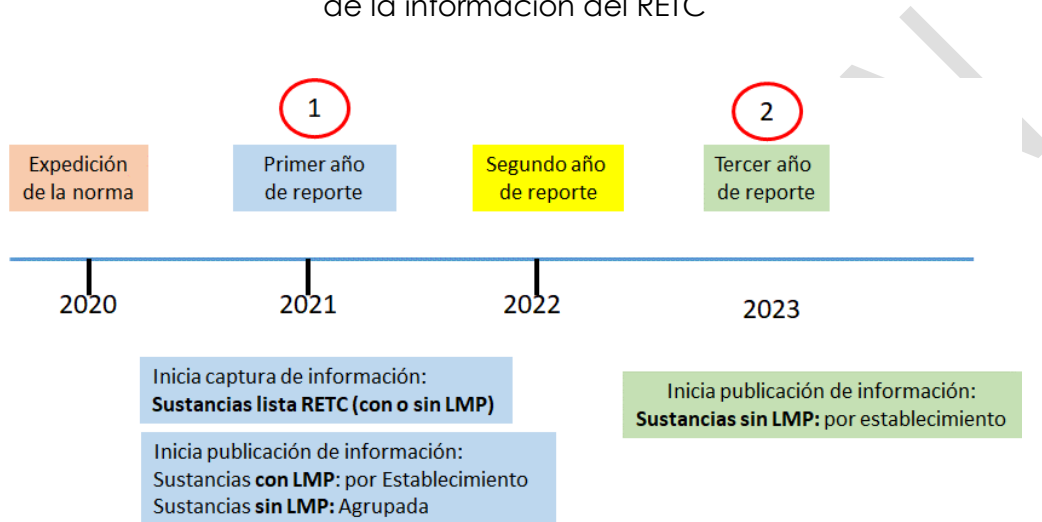 de la información del RETC
1
2
Expedición
de la norma
Primer año
de reporte
Segundo año
de reporte
Tercer año
de reporte
2020
2021
2022
2023
Inicia captura de información:
Sustancias lista RETC (con o sin LMP)
Inicia publicación de información:
Sustancias con LMP: por Establecimiento
Sustancias sin LMP: Agrupada
Inicia publicación de información:
Sustancias sin LMP: por establecimiento